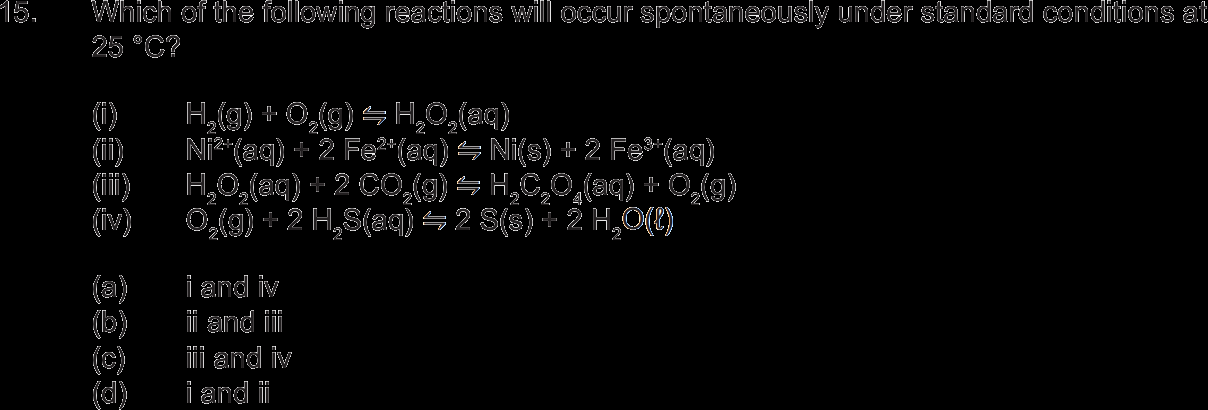 15. Which of the following reactions will occur spontaneously under standard conditions at
25 °C?
(i) H₂(g) + O₂(g) ⇋ H₂O₂(aq)
(ii) Ni²⁺(aq) + 2 Fe²⁺(aq) ⇋ Ni(s) + 2 Fe³⁺(aq)
(iii) H₂O₂(aq) + 2 CO₂(g) ⇋ H₂C₂O₄(aq) + O₂(g)
(iv) O₂(g) + 2 H₂S(aq) ⇋ 2 S(s) + 2 H₂O(ℓ)
(a) i and iv
(b) ii and iii
(c) iii and iv
(d) i and ii